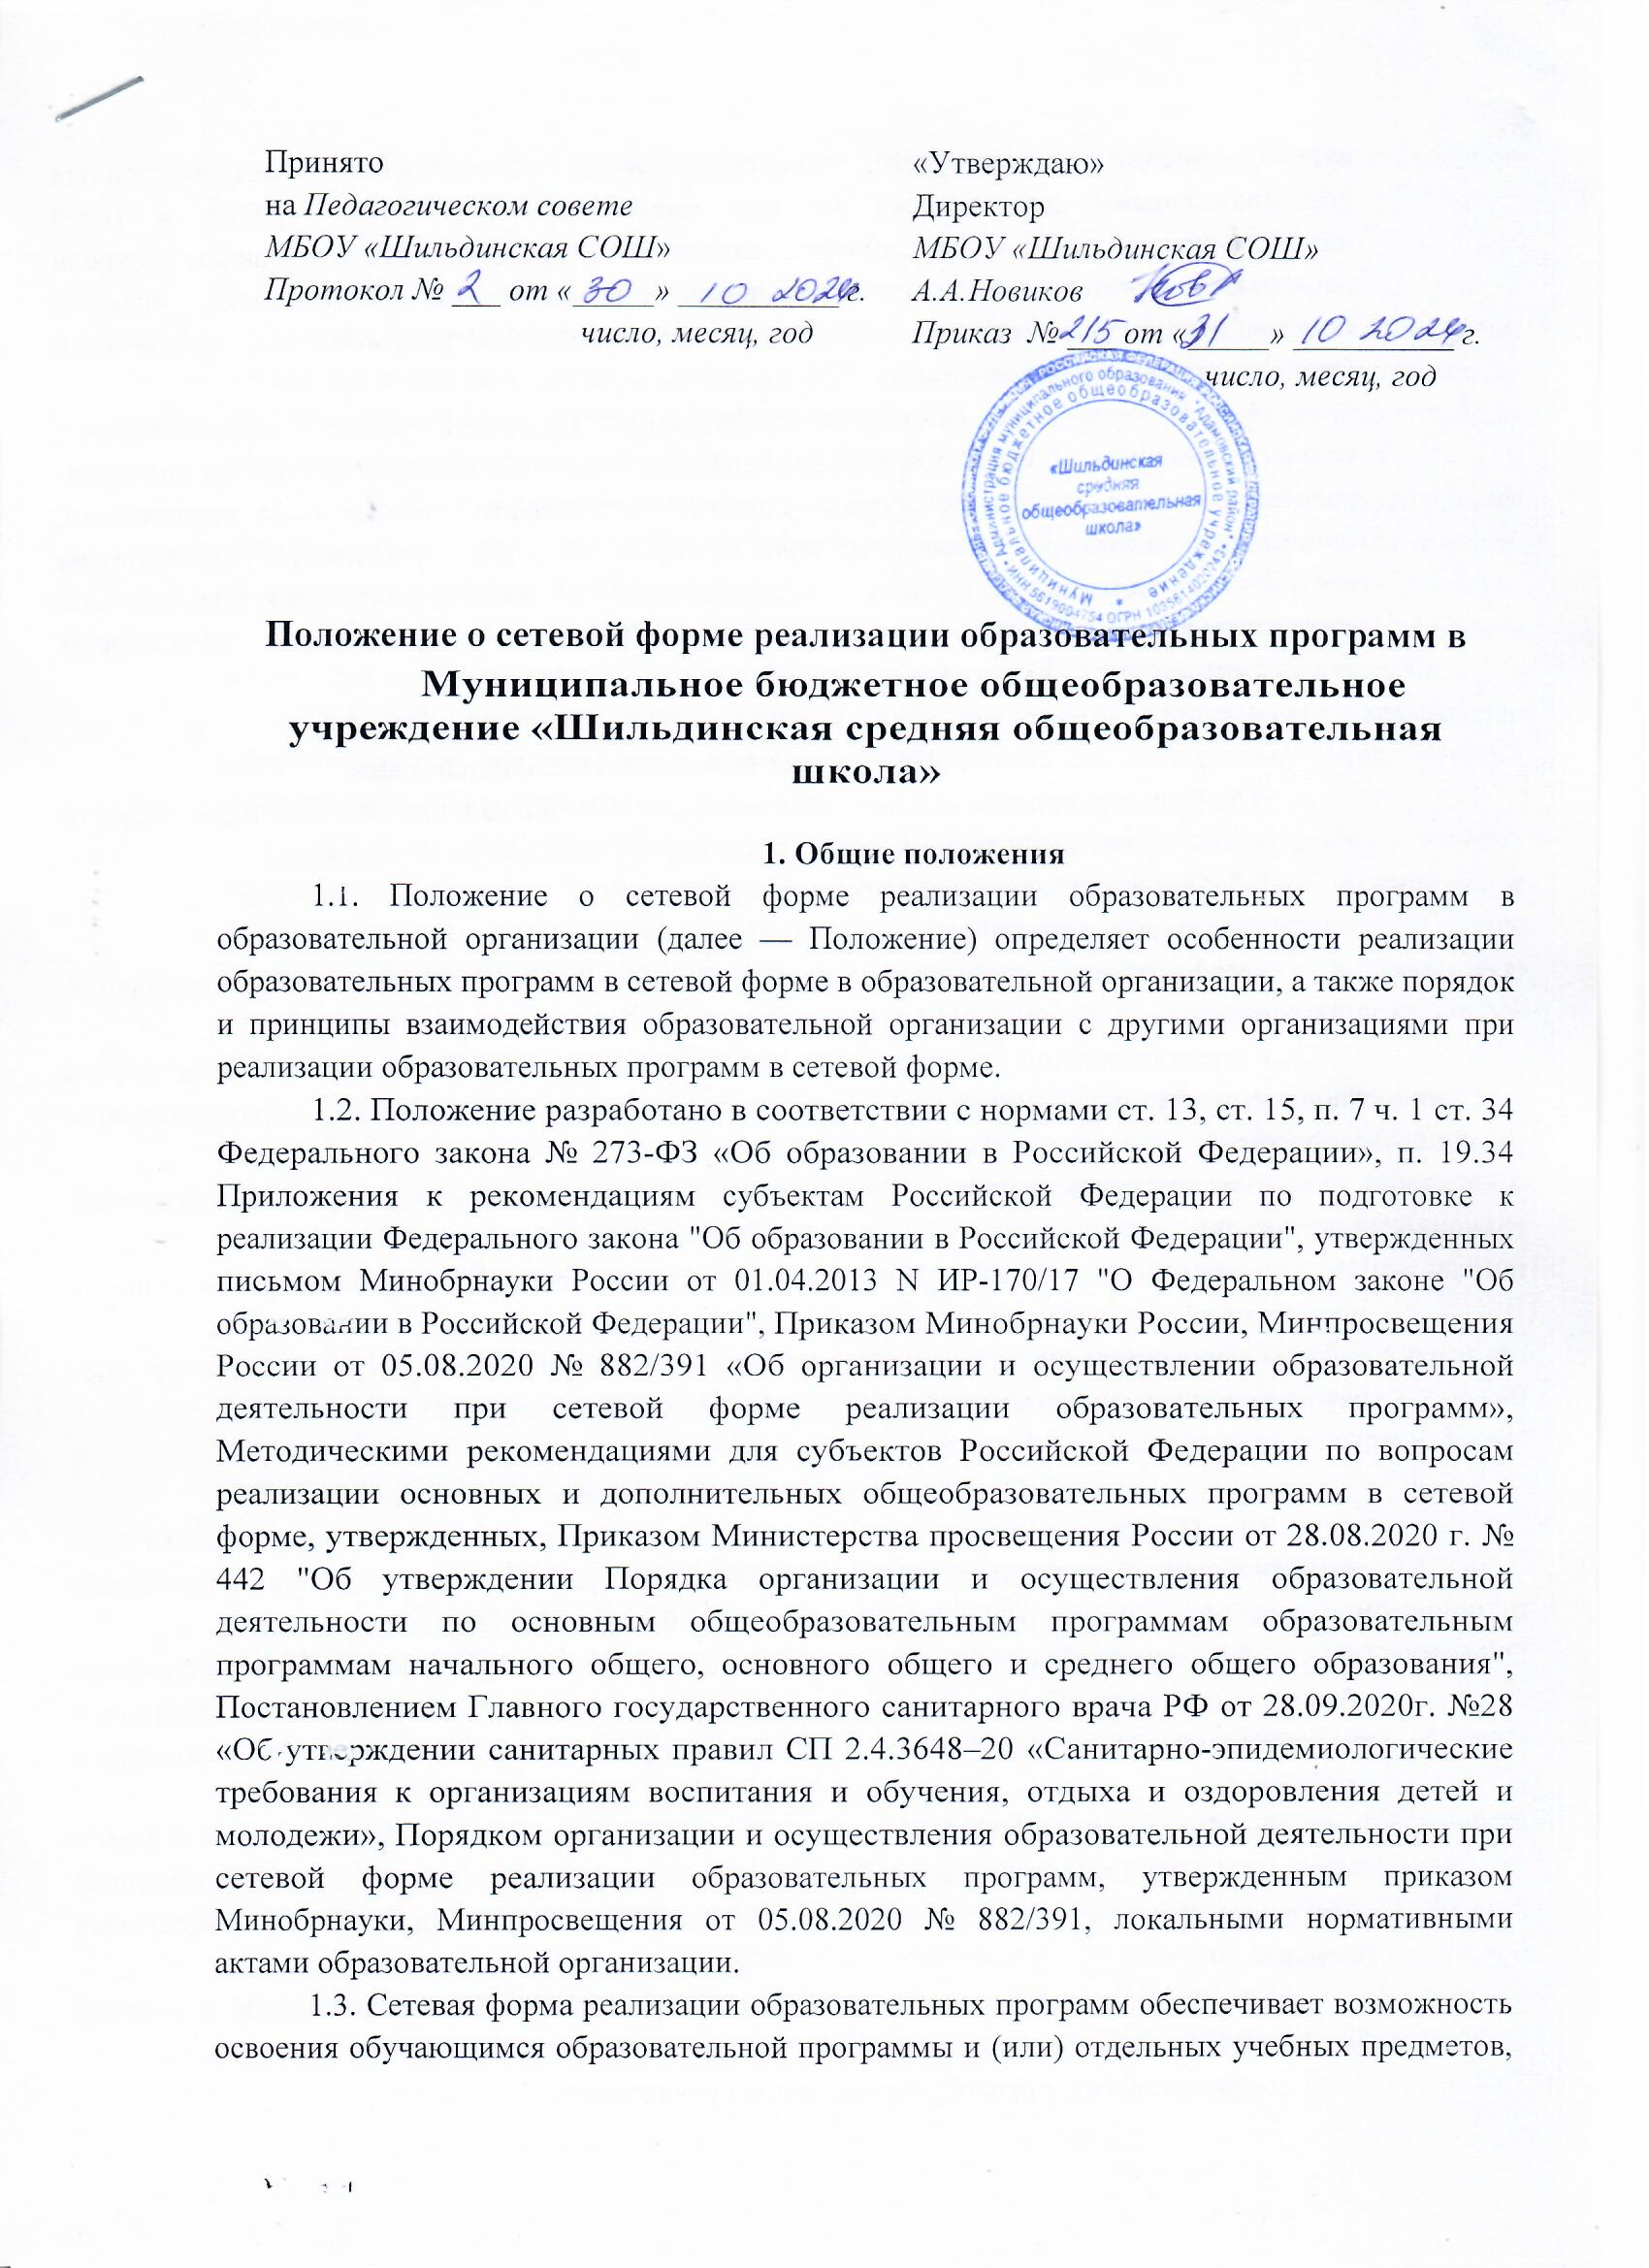 Принято
на Педагогическом совете
МБОУ «Шильдинская СОШ»
Протокол № 2 от «30» 10 2024г.
число, месяц, год
«Утверждаю»
Директор
МБОУ «Шильдинская СОШ»
А.А.Новиков
Приказ №215 от «31» 10 2024г.
число, месяц, год
«Шильдинская
средняя
общеобразовательная
школа»
Муниципальное бюджетное общеобразовательное учреждение
Администрация муниципального образования "Адамовский район"
Положение о сетевой форме реализации образовательных программ в
Муниципальное бюджетное общеобразовательное
учреждение «Шильдинская средняя общеобразовательная
школа»
1. Общие положения
1.1. Положение о сетевой форме реализации образовательных программ в
образовательной организации (далее — Положение) определяет особенности реализации
образовательных программ в сетевой форме в образовательной организации, а также порядок
и принципы взаимодействия образовательной организации с другими организациями при
реализации образовательных программ в сетевой форме.
1.2. Положение разработано в соответствии с нормами ст. 13, ст. 15, п. 7 ч. 1 ст. 34
Федерального закона № 273-ФЗ «Об образовании в Российской Федерации», п. 19.34
Приложения к рекомендациям субъектам Российской Федерации по подготовке к
реализации Федерального закона "Об образовании в Российской Федерации", утвержденных
письмом Минобрнауки России от 01.04.2013 N ИР-170/17 "О Федеральном законе "Об
образовании в Российской Федерации", Приказом Минобрнауки России, Минпросвещения
России от 05.08.2020 № 882/391 «Об организации и осуществлении образовательной
деятельности при сетевой форме реализации образовательных программ»,
Методическими рекомендациями для субъектов Российской Федерации по вопросам
реализации основных и дополнительных общеобразовательных программ в сетевой
форме, утвержденных, Приказом Министерства просвещения России от 28.08.2020 г. №
442 "Об утверждении Порядка организации и осуществления образовательной
деятельности по основным общеобразовательным программам образовательным
программам начального общего, основного общего и среднего общего образования",
Постановлением Главного государственного санитарного врача РФ от 28.09.2020г. №28
«Об утверждении санитарных правил СП 2.4.3648–20 «Санитарно-эпидемиологические
требования к организациям воспитания и обучения, отдыха и оздоровления детей и
молодежи», Порядком организации и осуществления образовательной деятельности при
сетевой форме реализации образовательных программ, утвержденным приказом
Минобрнауки, Минпросвещения от 05.08.2020 № 882/391, локальными нормативными
актами образовательной организации.
1.3. Сетевая форма реализации образовательных программ обеспечивает возможность
освоения обучающимся образовательной программы и (или) отдельных учебных предметов,